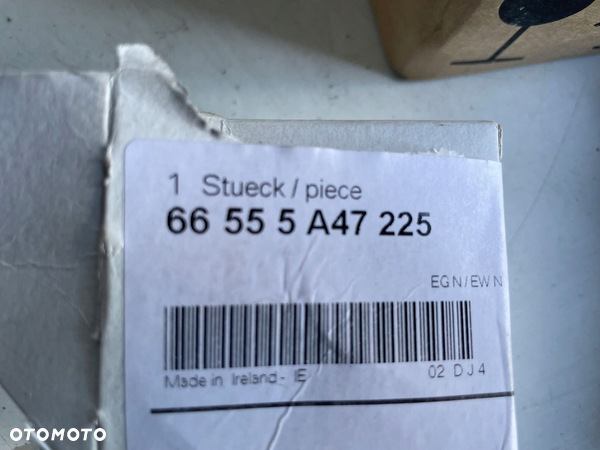 1 Stueck / piece
66 55 5 A47 225
EGN/EWN
Made in Ireland - IE
02 DJ4
OTOMOTO